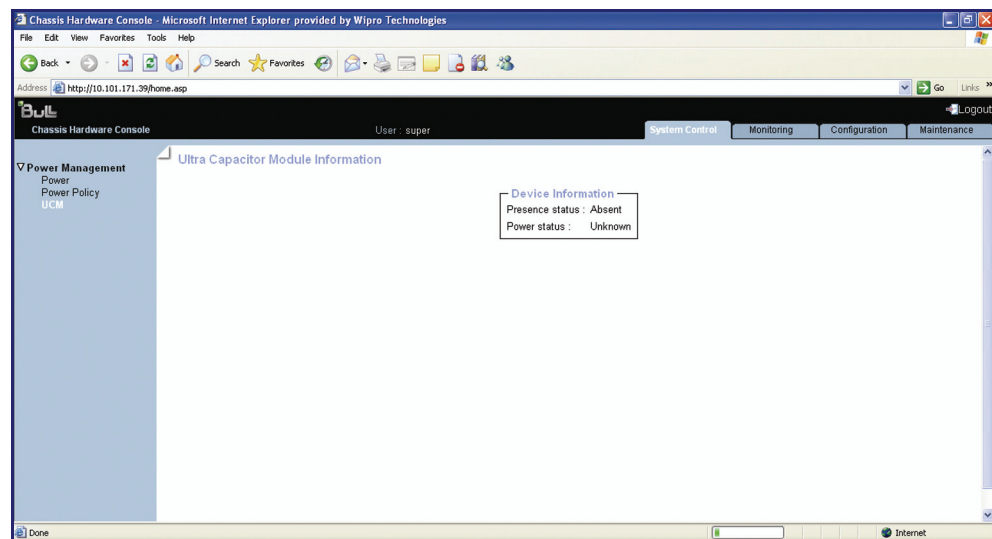 Chassis Hardware Console - Microsoft Internet Explorer provided by Wipro Technologies
File Edit View Favorites Tools Help
Back Search Favorites
Address http://10.101.171.39/home.asp Go Links »
Bull Logout
Chassis Hardware Console User : super System Control Monitoring Configuration Maintenance
Power Management
Power
Power Policy
UCM
Ultra Capacitor Module Information
Device Information
Presence status : Absent
Power status : Unknown
Done Internet